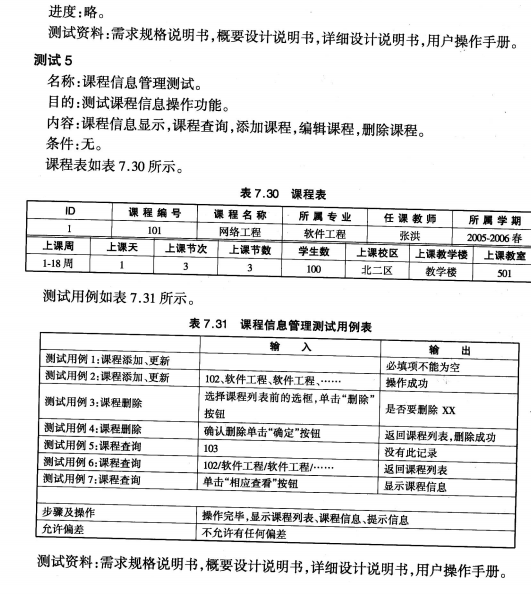 进度:略。
测试资料:需求规格说明书,概要设计说明书,详细设计说明书,用户操作手册。
测试5
名称:课程信息管理测试。
目的:测试课程信息操作功能。
内容:课程信息显示,课程查询,添加课程,编辑课程,删除课程。
条件:无。
课程表如表7.30所示。
表7.30 课程表
ID 课程编号 课程名称 所属专业 任课教师 所属学期
1 101 网络工程 软件工程 张洪 2005-2006春
上课周 上课天 上课节次 上课节数 学生数 上课校区 上课教学楼 上课教室
1-18周 1 3 3 100 北二区 教学楼 501
测试用例如表7.31所示。
表7.31 课程信息管理测试用例表
输入 输出
测试用例1:课程添加、更新 必填项不能为空
测试用例2:课程添加、更新 102、软件工程、软件工程、…… 操作成功
测试用例3:课程删除 选择课程列表前的选框,单击“删除”
按钮 是否要删除 XX
测试用例4:课程删除 确认删除单击“确定”按钮 返回课程列表,删除成功
测试用例5:课程查询 103 没有此记录
测试用例6:课程查询 102/软件工程/软件工程/…… 返回课程列表
测试用例7:课程查询 单击“相应查看”按钮 显示课程信息
步骤及操作 操作完毕,显示课程列表、课程信息、提示信息
允许偏差 不允许有任何偏差
测试资料:需求规格说明书,概要设计说明书,详细设计说明书,用户操作手册。